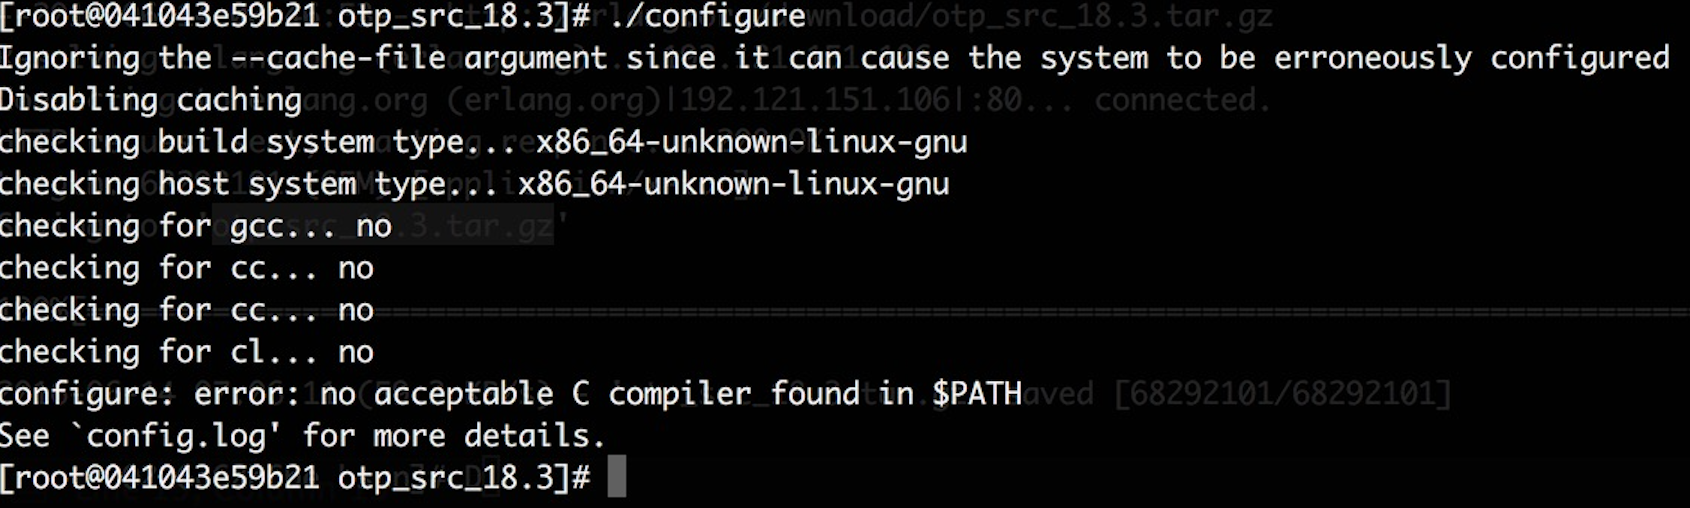 [root@041043e59b21 otp_src_18.3]# ./configure
Ignoring the --cache-file argument since it can cause the system to be erroneously configured
Disabling caching
checking build system type... x86_64-unknown-linux-gnu
checking host system type... x86_64-unknown-linux-gnu
checking for gcc... no
checking for cc... no
checking for cc... no
checking for cl... no
configure: error: no acceptable C compiler found in $PATH
See `config.log' for more details.
[root@041043e59b21 otp_src_18.3]#